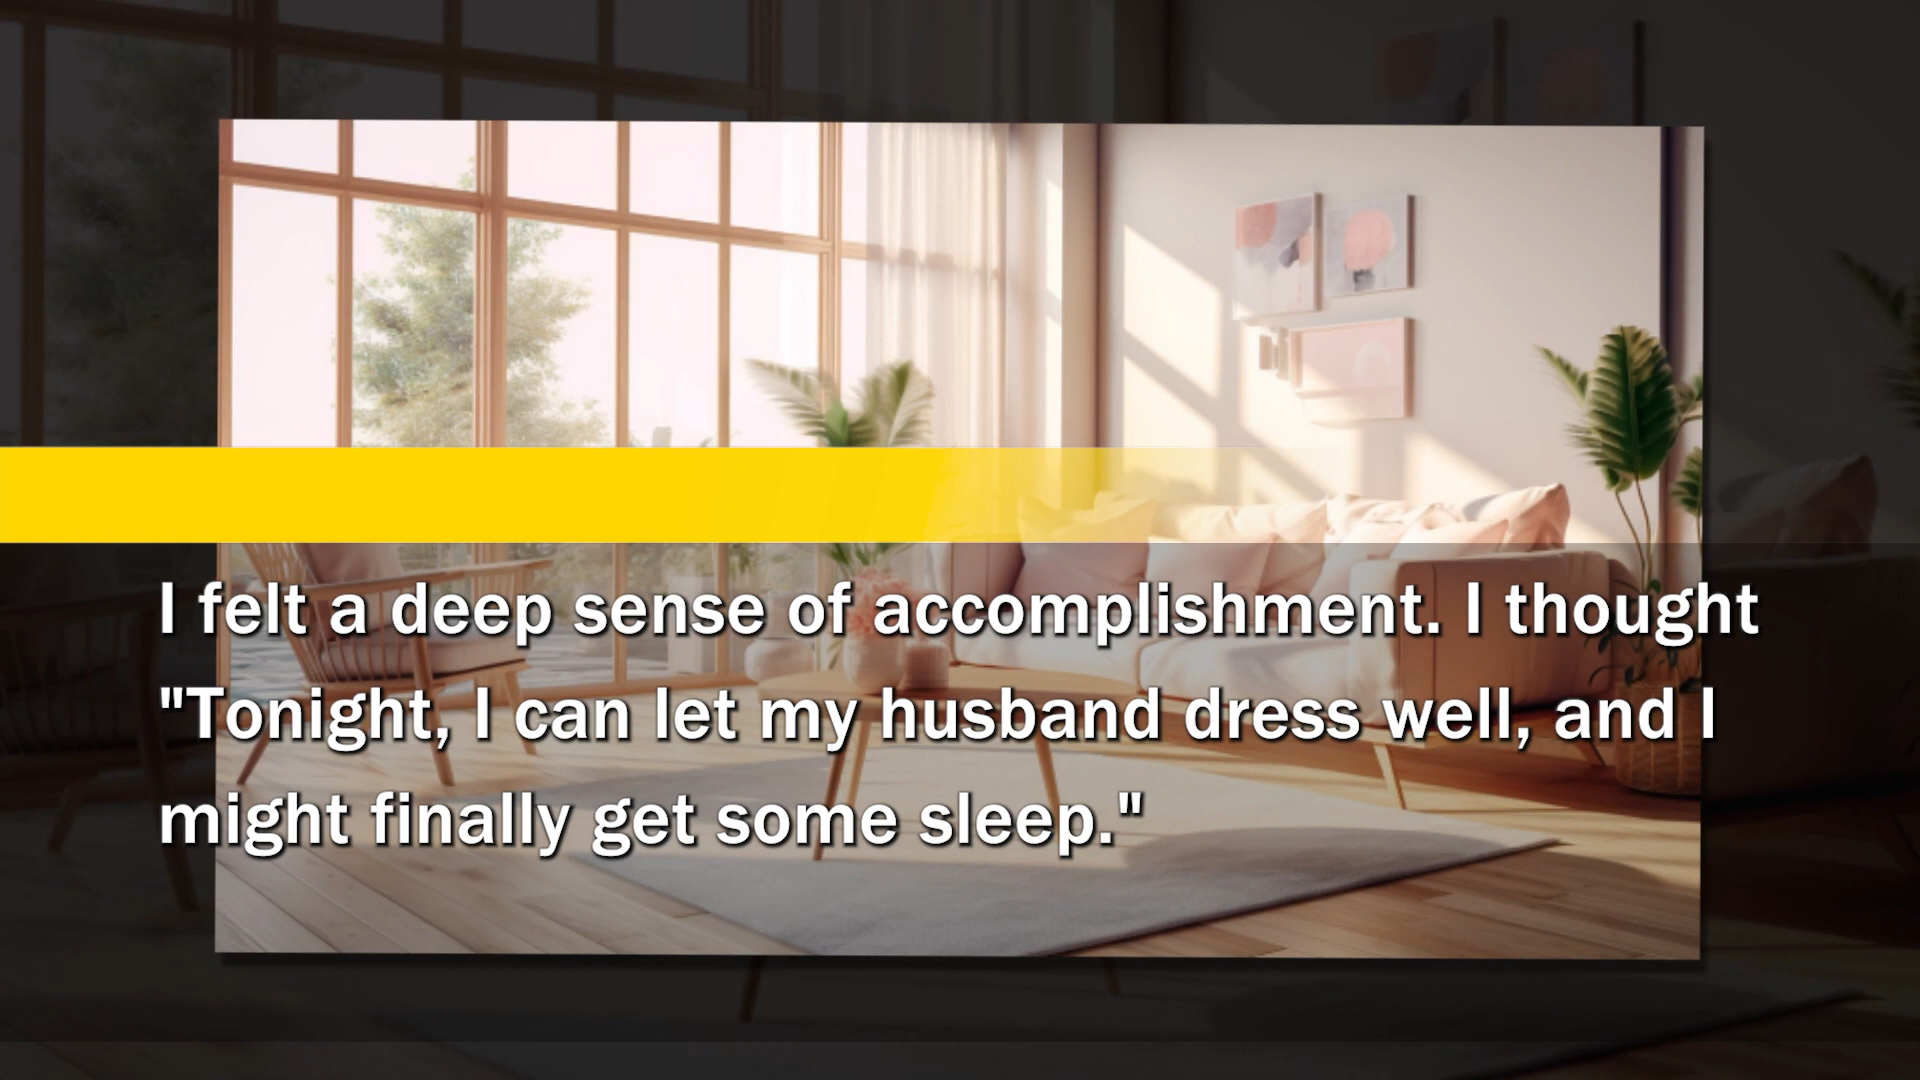 I felt a deep sense of accomplishment. I thought
"Tonight, I can let my husband dress well, and I
might finally get some sleep."